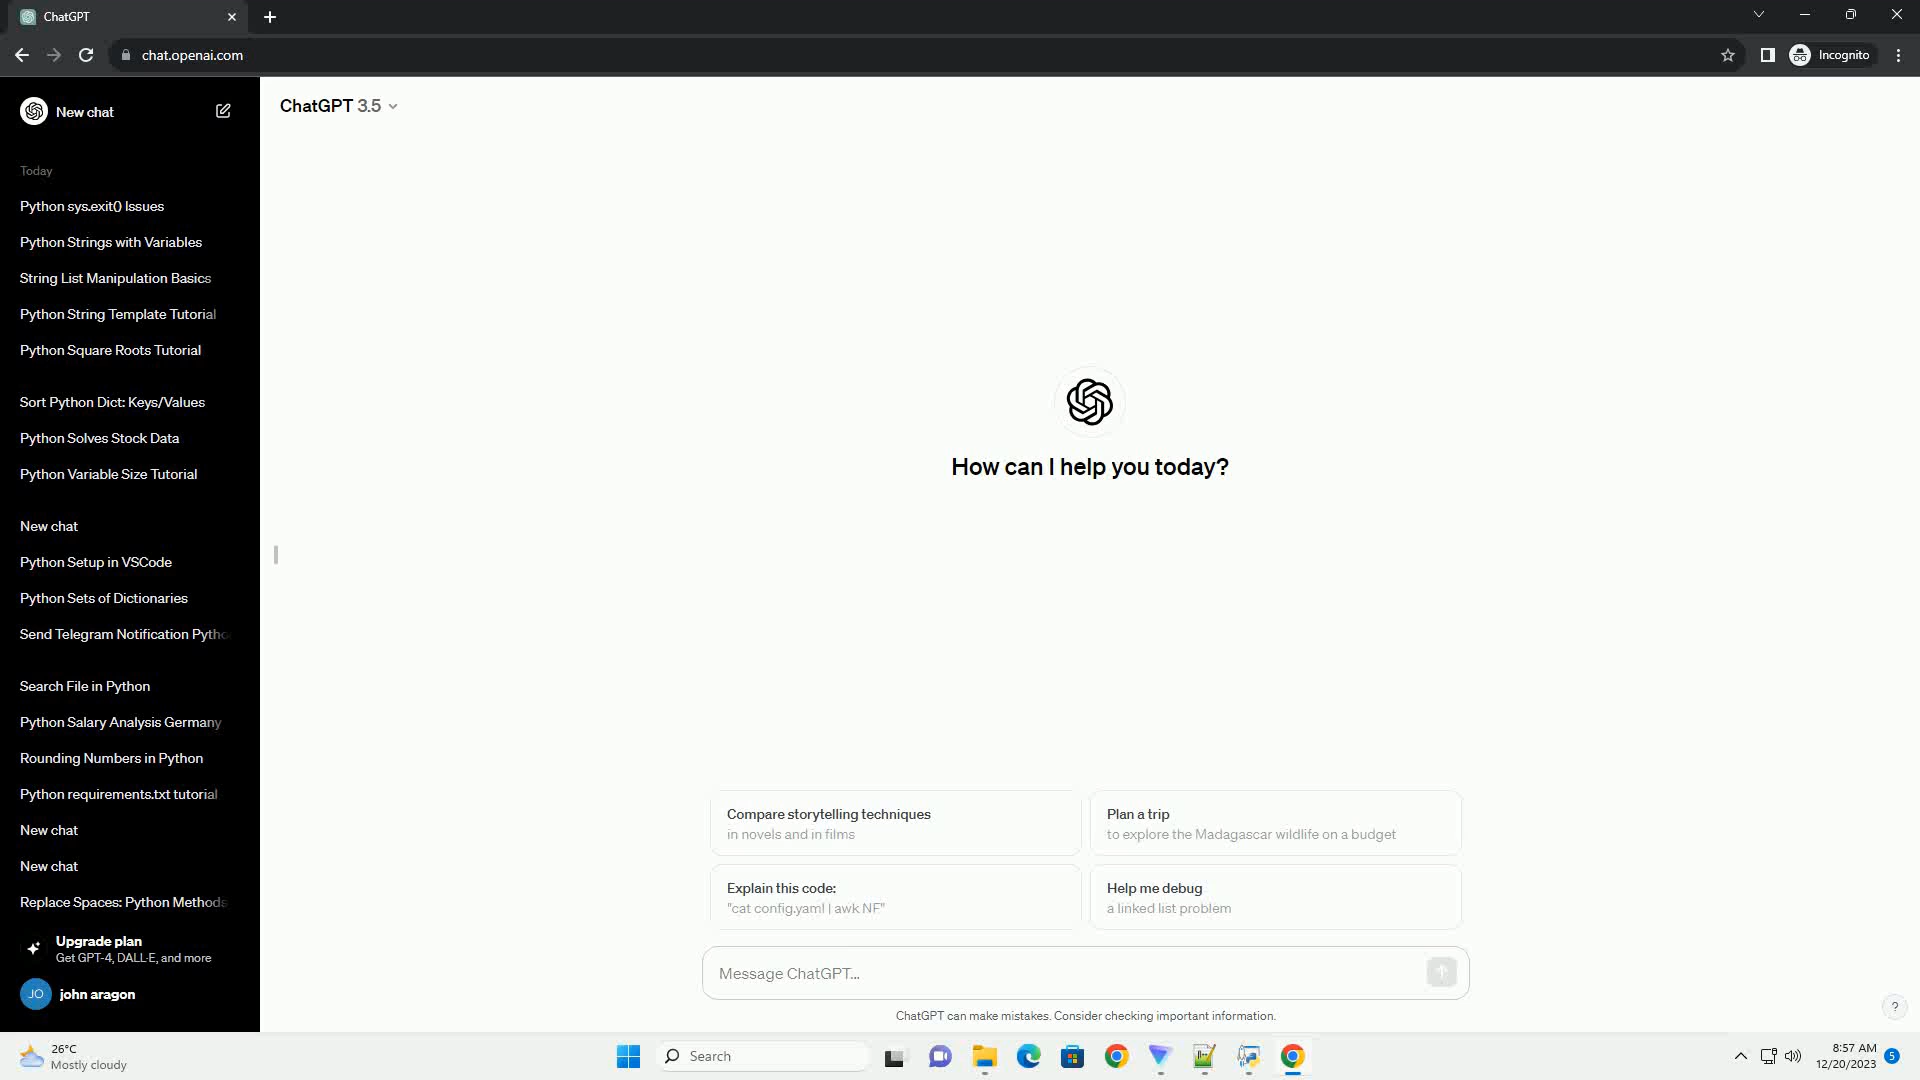 ChatGPT
chat.openai.com
Incognito
New chat
ChatGPT 3.5
Today
Python sys.exit() Issues
Python Strings with Variables
String List Manipulation Basics
Python String Template Tutorial
Python Square Roots Tutorial
Sort Python Dict: Keys/Values
Python Solves Stock Data
Python Variable Size Tutorial
New chat
Python Setup in VSCode
Python Sets of Dictionaries
Send Telegram Notification Pytho
Search File in Python
Python Salary Analysis Germany
Rounding Numbers in Python
Python requirements.txt tutorial
New chat
New chat
Replace Spaces: Python Methods
Upgrade plan
Get GPT-4, DALL·E, and more
JO
john aragon
How can I help you today?
Compare storytelling techniques
in novels and in films
Plan a trip
to explore the Madagascar wildlife on a budget
Explain this code:
"cat config.yaml | awk NF"
Help me debug
a linked list problem
Message ChatGPT...
ChatGPT can make mistakes. Consider checking important information.
?
26°C
Mostly cloudy
Search
8:57 AM
12/20/2023
5